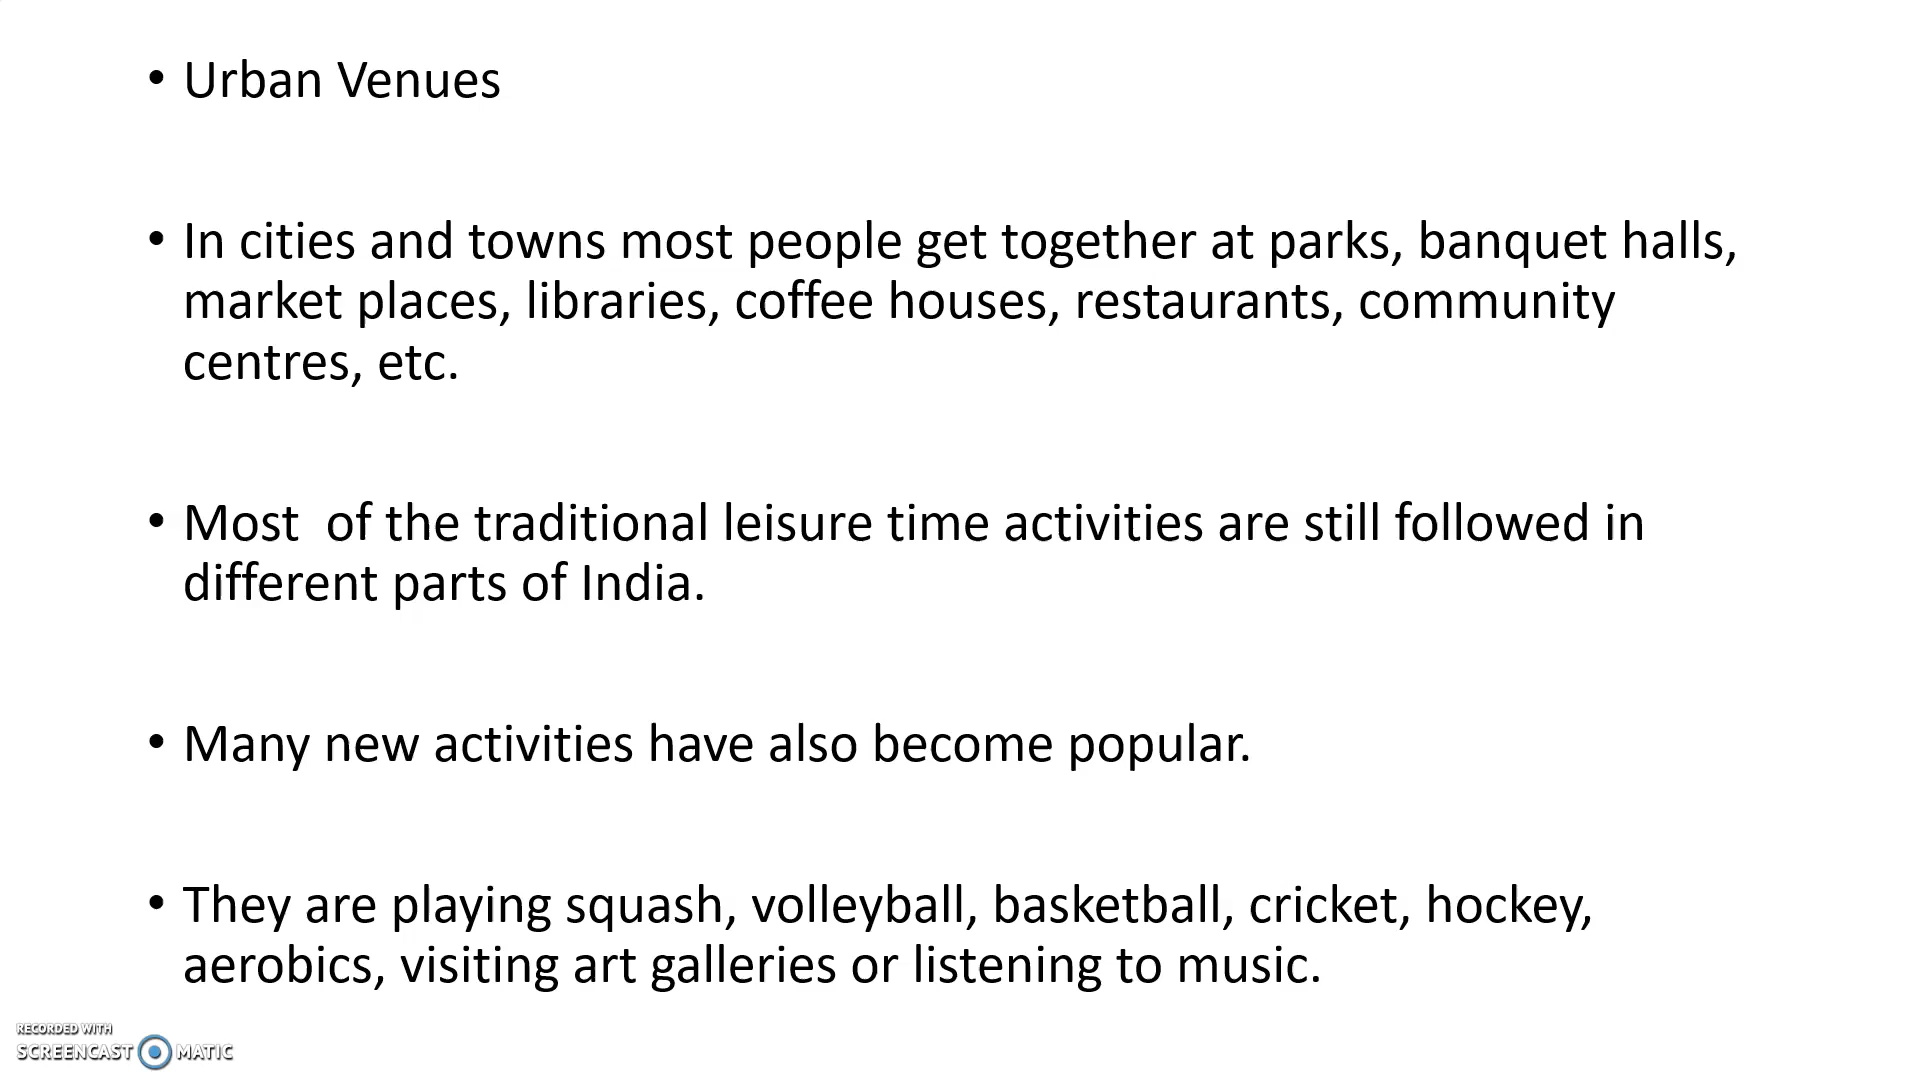 • Urban Venues
• In cities and towns most people get together at parks, banquet halls,
market places, libraries, coffee houses, restaurants, community
centres, etc.
• Most  of the traditional leisure time activities are still followed in
different parts of India.
• Many new activities have also become popular.
• They are playing squash, volleyball, basketball, cricket, hockey,
aerobics, visiting art galleries or listening to music.
RECORDED WITH
SCREENCAST MATIC